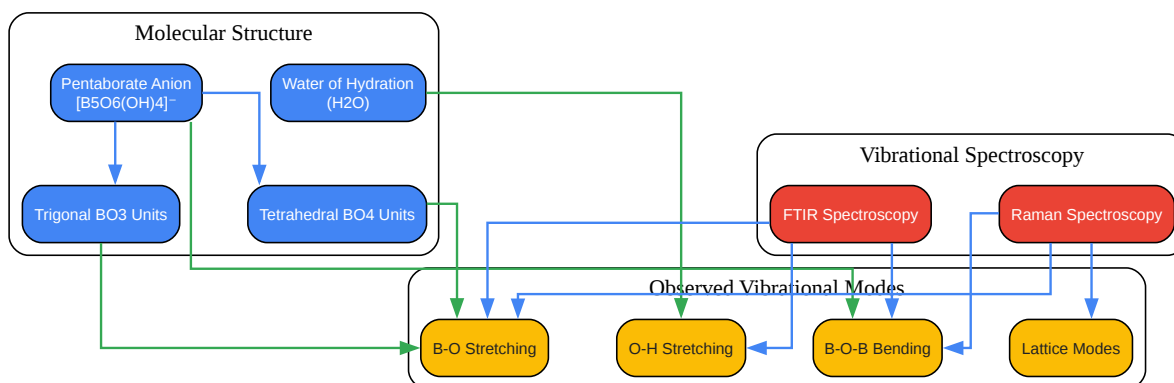 Molecular Structure
Pentaborate Anion
[B5O6(OH)4]⁻
Water of Hydration
(H2O)
Trigonal BO3 Units
Tetrahedral BO4 Units
Vibrational Spectroscopy
FTIR Spectroscopy
Raman Spectroscopy
Observed Vibrational Modes
B-O Stretching
O-H Stretching
B-O-B Bending
Lattice Modes